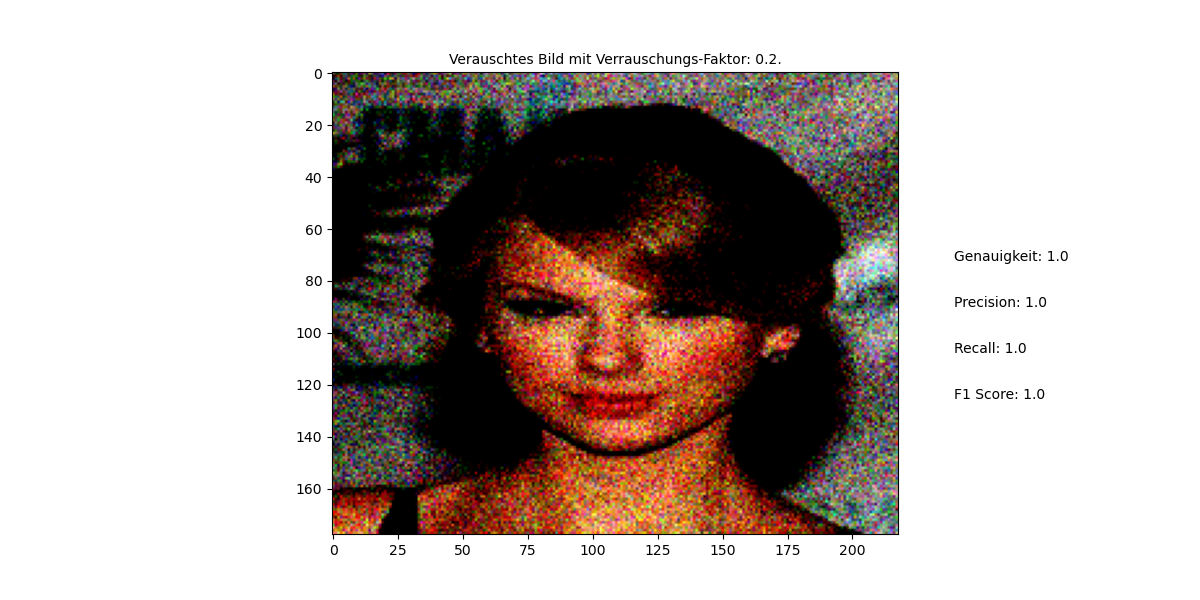 Verauschtes Bild mit Verrauschungs-Faktor: 0.2.
0
20
40
60
80
100
120
140
160
0 25 50 75 100 125 150 175 200
Genauigkeit: 1.0
Precision: 1.0
Recall: 1.0
F1 Score: 1.0